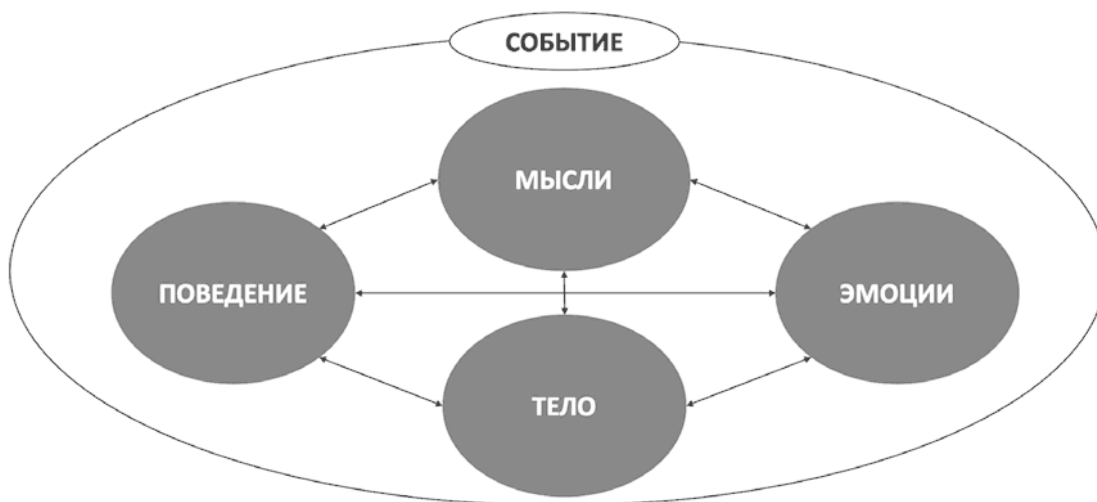 СОБЫТИЕ
МЫСЛИ
ПОВЕДЕНИЕ
ЭМОЦИИ
ТЕЛО